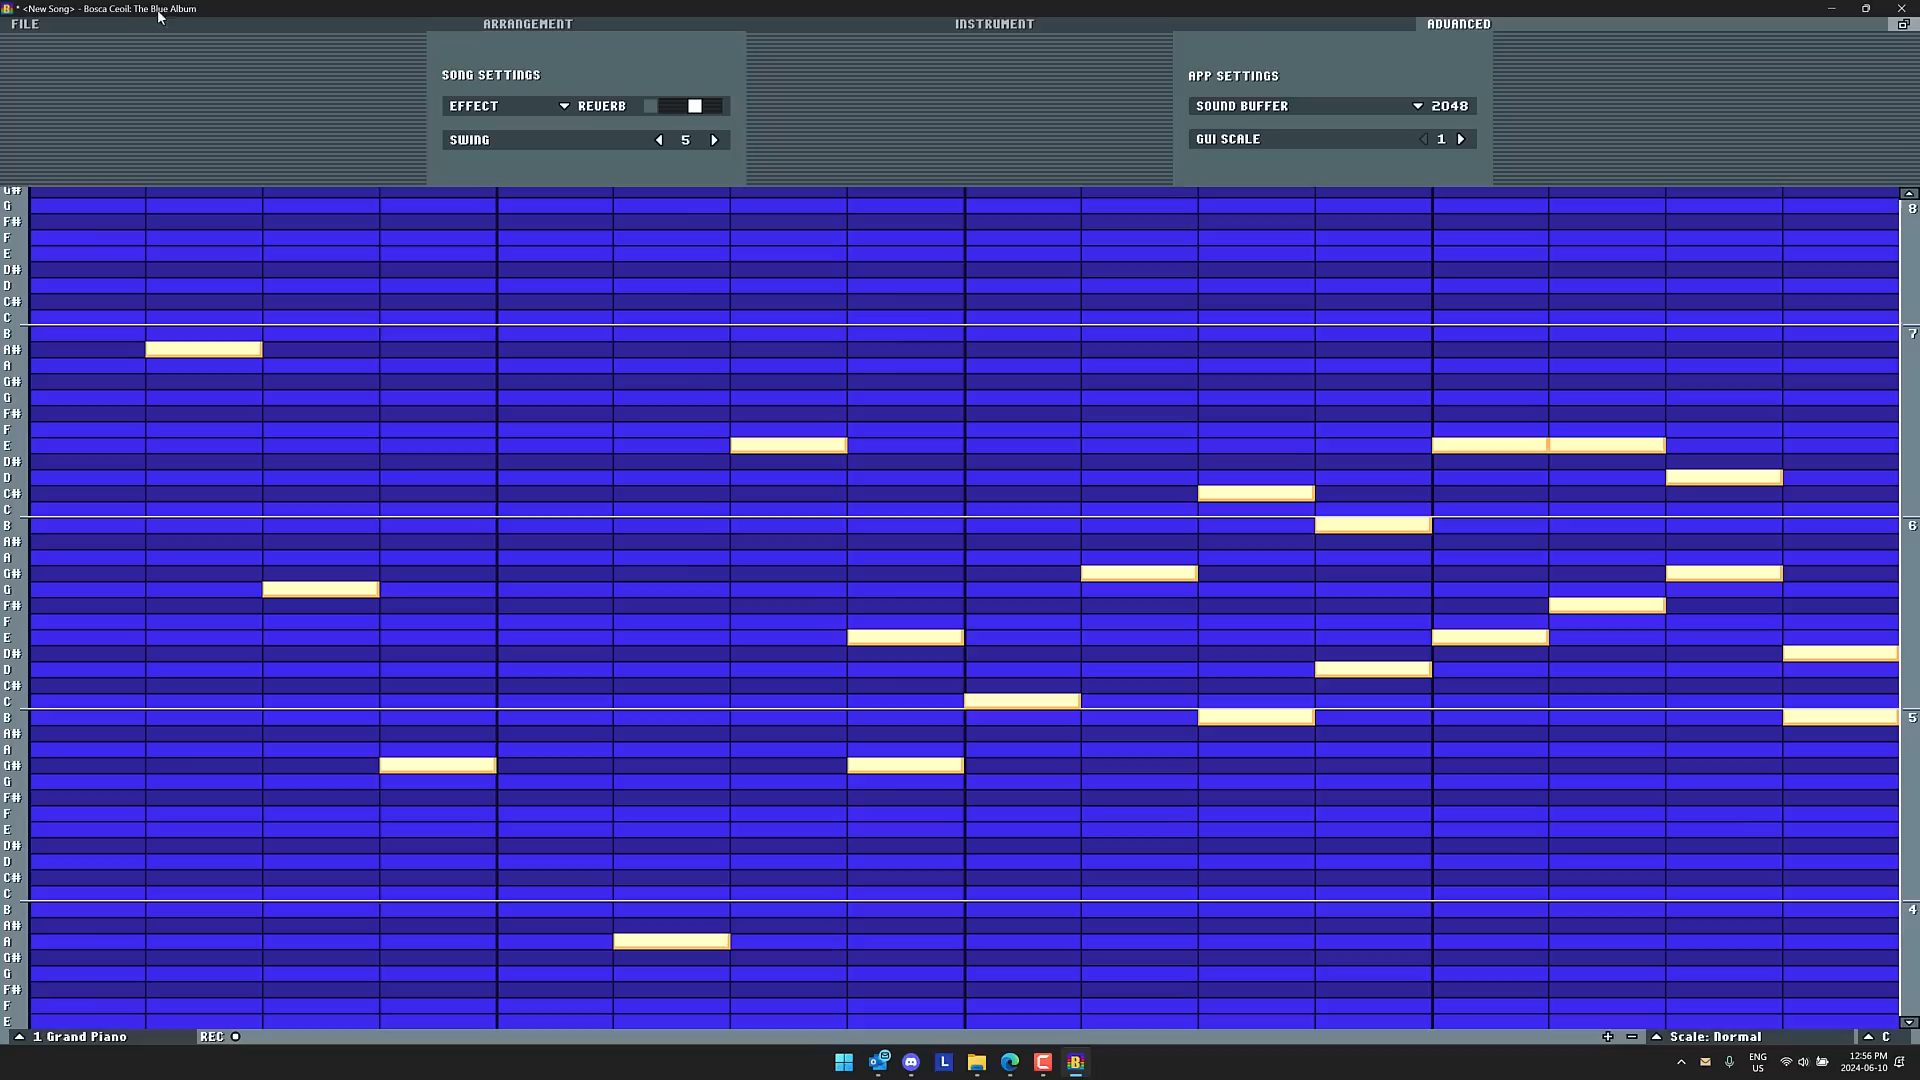 * <New Song> - Bosca Ceoil: The Blue Album
FILE ARRANGEMENT INSTRUMENT ADVANCED
SONG SETTINGS APP SETTINGS
EFFECT REVERB SOUND BUFFER 2048
SWING 5 GUI SCALE 1
G#
G 8
F#
F
E
D#
D
C#
C
B 7
A#
A
G#
G
F#
F
E
D#
D
C#
C
B 6
A#
A
G#
G
F#
F
E
D#
D
C#
C
B 5
A#
A
G#
G
F#
F
E
D#
D
C#
C
B 4
A#
A
G#
G
F#
F
E
1 Grand Piano REC + - Scale: Normal C
L C B ENG 12:56 PM
US 2024-06-10